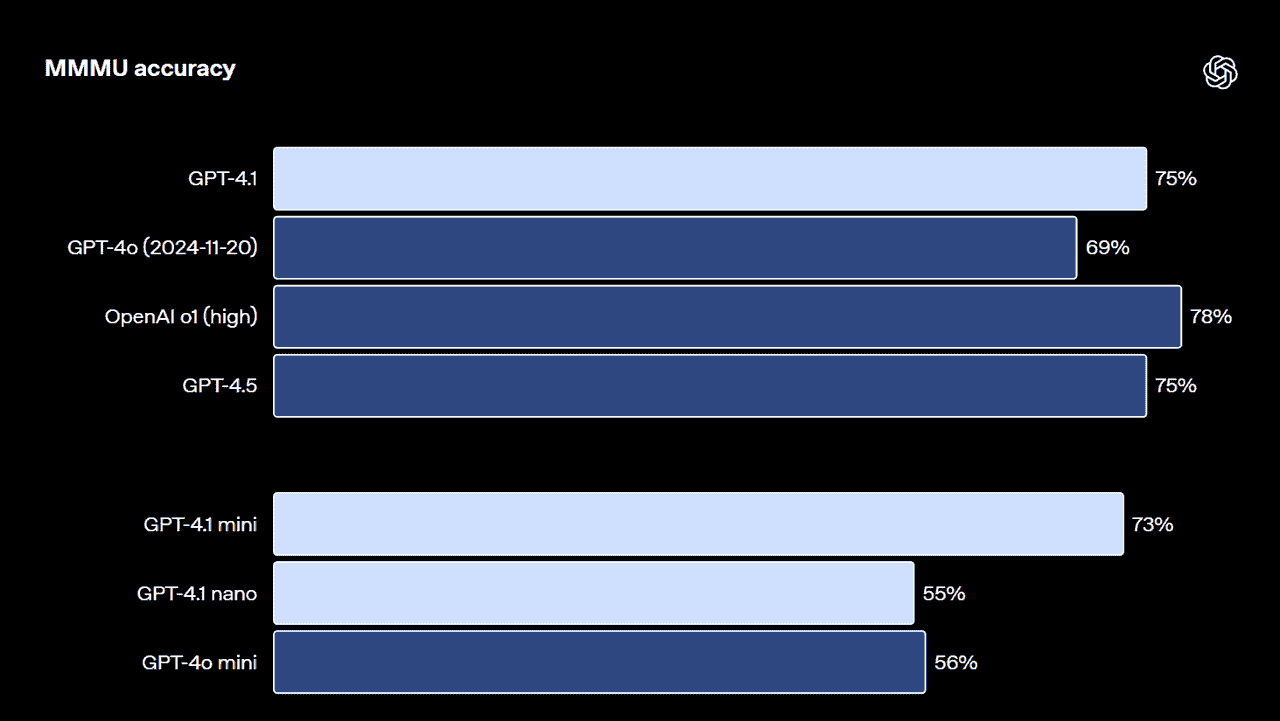 MMMU accuracy
GPT-4.1 75%
GPT-4o (2024-11-20) 69%
OpenAI o1 (high) 78%
GPT-4.5 75%
GPT-4.1 mini 73%
GPT-4.1 nano 55%
GPT-4o mini 56%